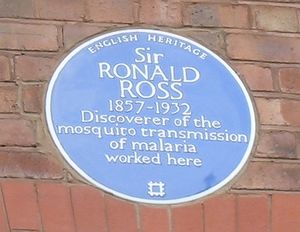 ENGLISH HERITAGE
Sir
RONALD
ROSS
1857-1932
Discoverer of the
mosquito transmission
of malaria
worked here